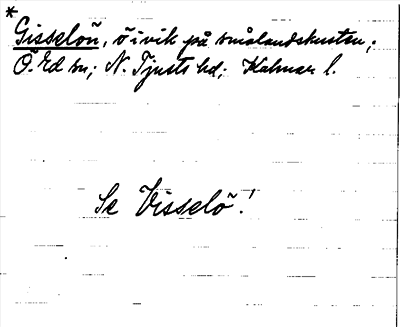 *
Gisselön, ö i vik på smålandskusten;
Ö. Ed sn; N. Tjusts hd; Kalmar l.
Se Visselö!